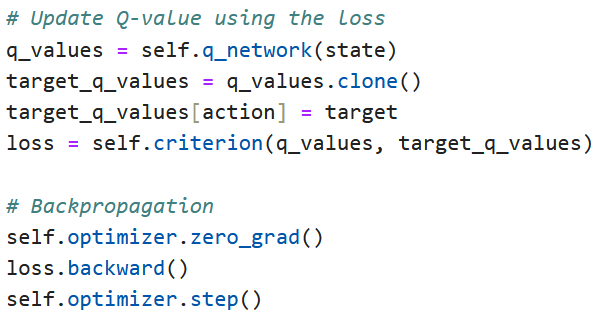 # Update Q-value using the loss
q_values = self.q_network(state)
target_q_values = q_values.clone()
target_q_values[action] = target
loss = self.criterion(q_values, target_q_values)
# Backpropagation
self.optimizer.zero_grad()
loss.backward()
self.optimizer.step()